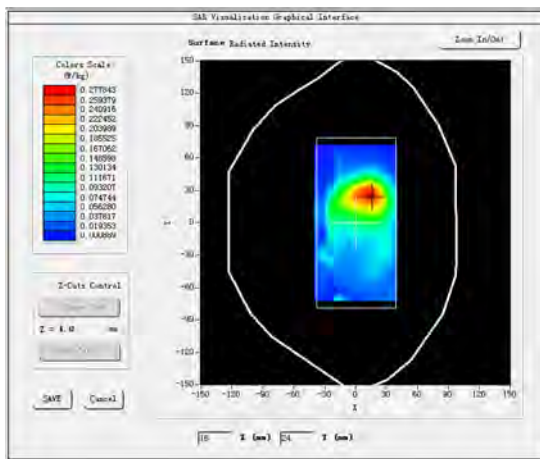 SAR Visualisation Graphical Interface
Surface Radiated Intensity
Zoom In/Out
Colors Scale
(W/kg)
0.277843
0.259379
0.240916
0.222452
0.203989
0.185525
0.167062
0.148598
0.130134
0.111671
0.093207
0.074744
0.056280
0.037817
0.019353
0.000889
150
120
90
60
30
0
-30
-60
-90
-120
-150
Y
-150
-120
-90
-60
-30
0
30
60
90
120
150
X
Z-Cuts Control
Z =
mm
SAVE
Cancel
16 X (mm) 24 Y (mm)